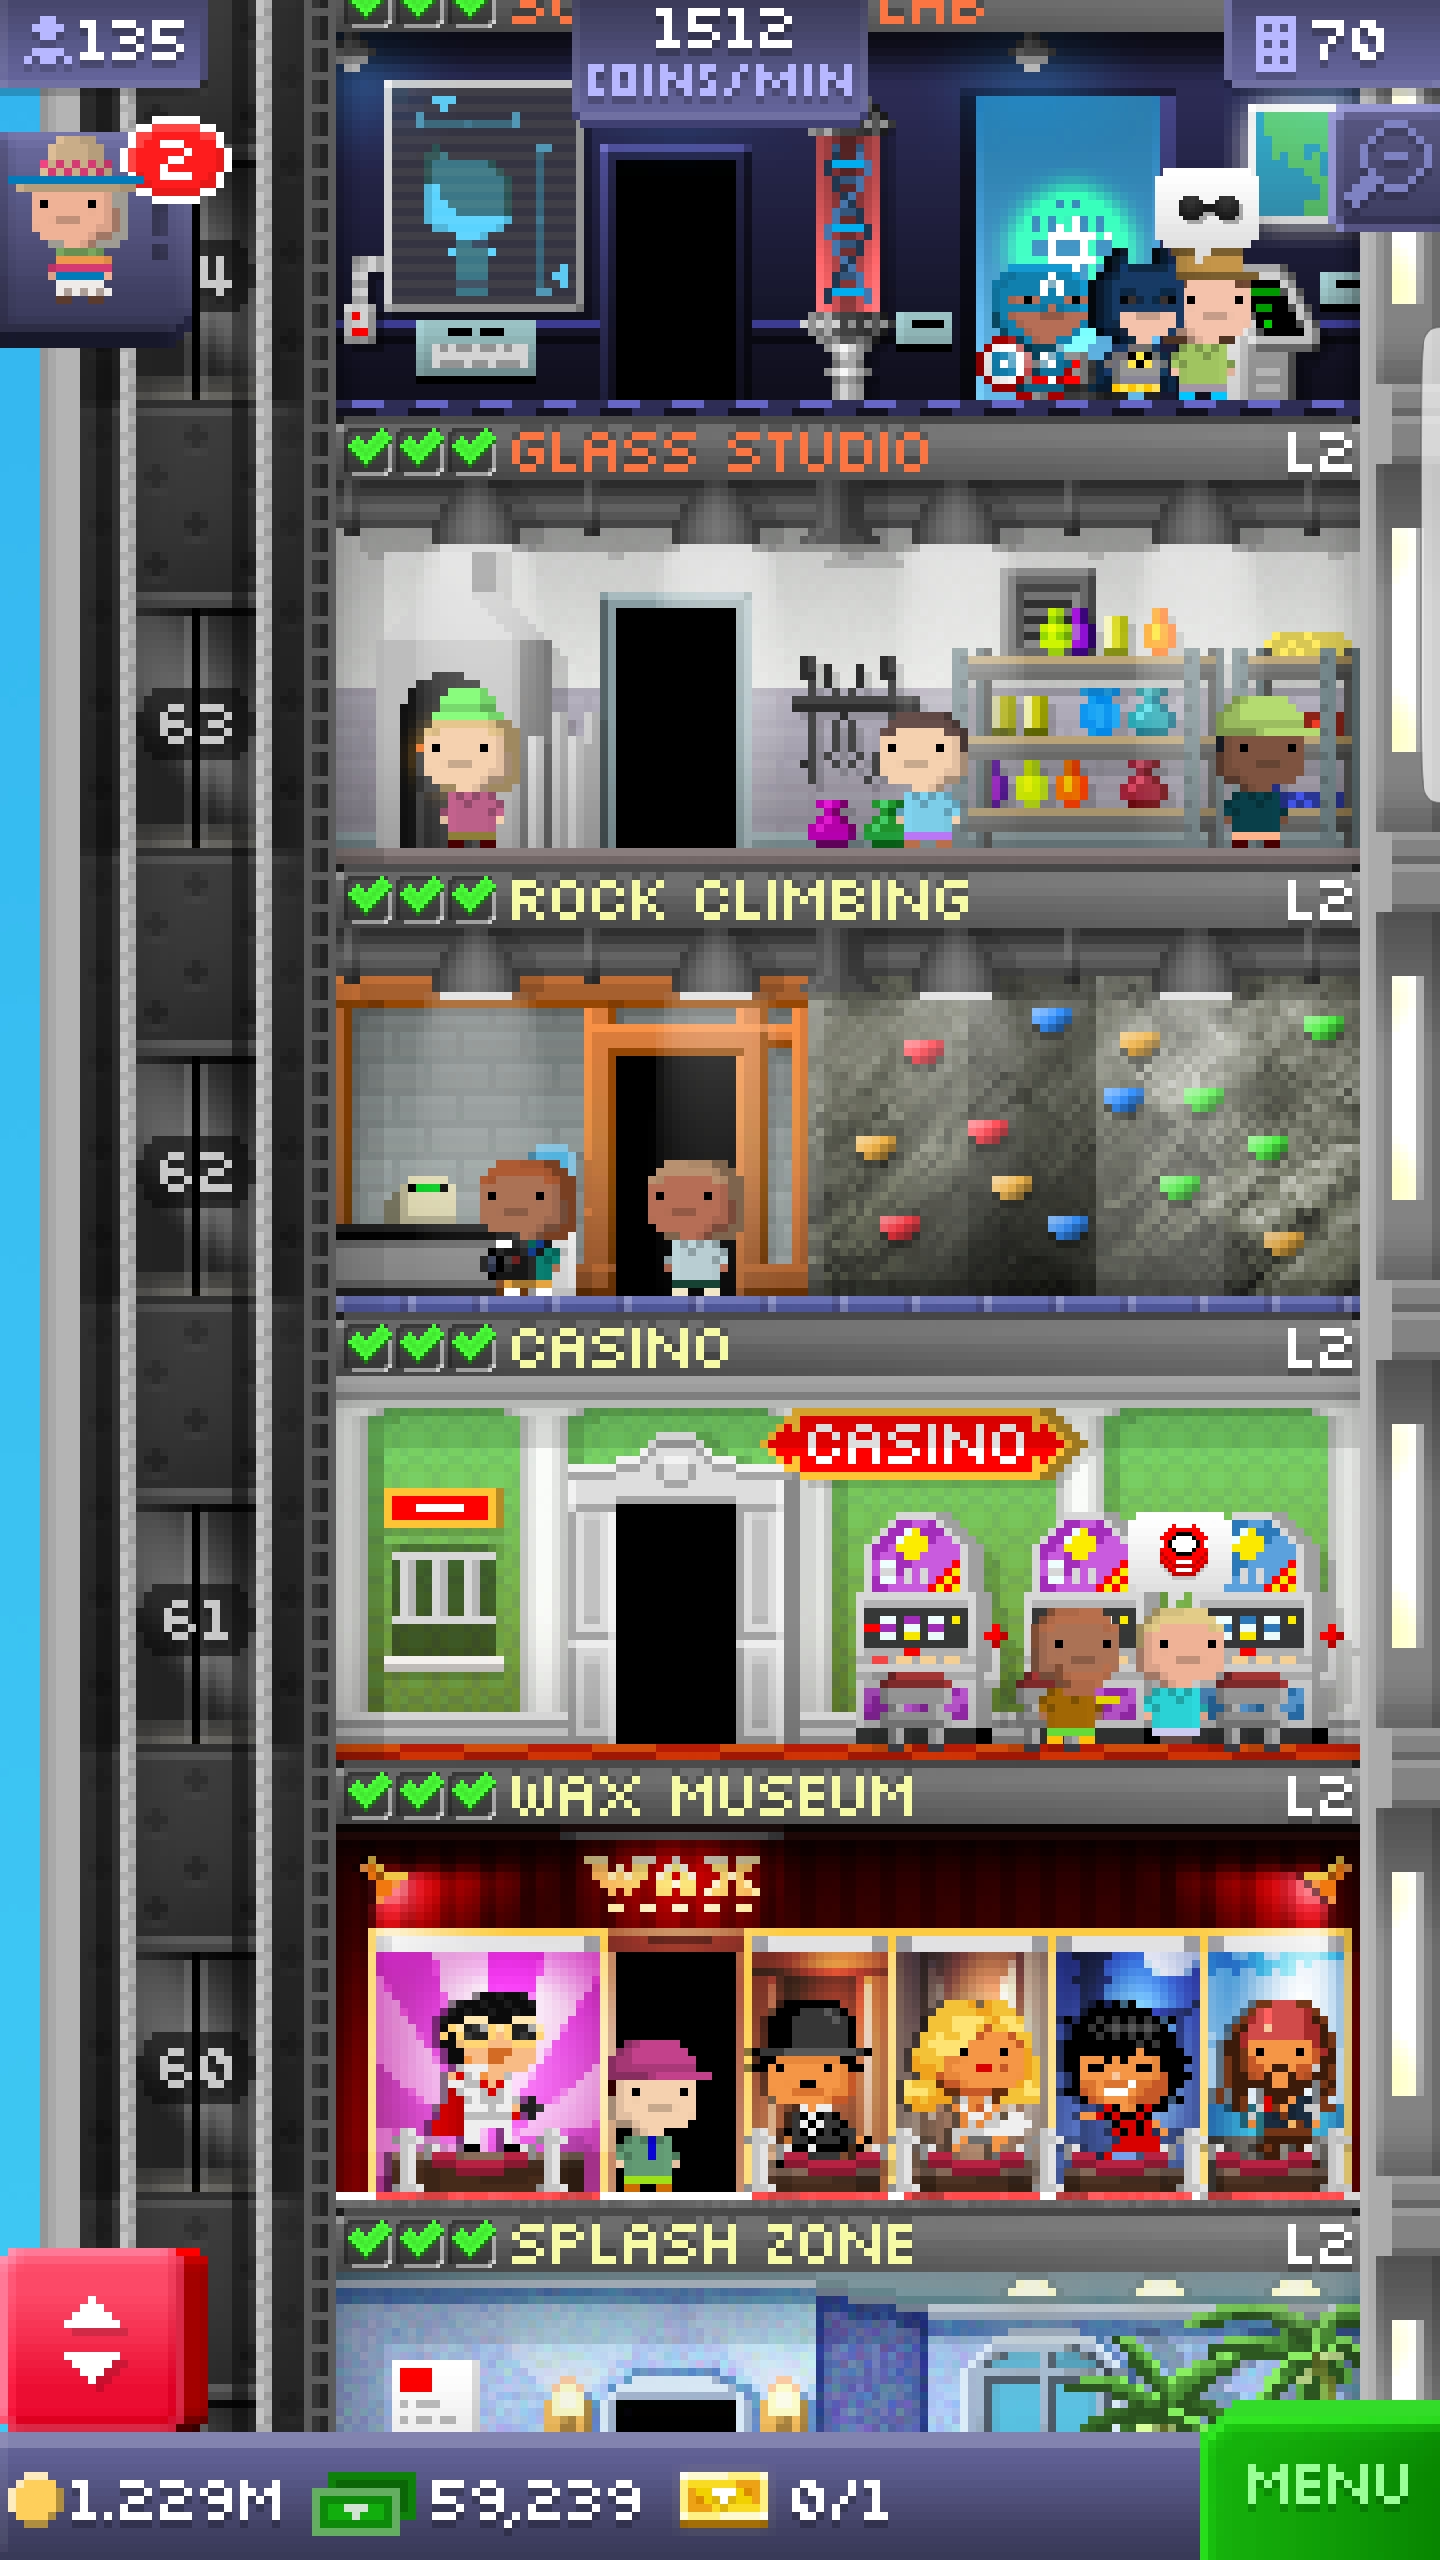 LAB
135
1512
COINS/MIN
70
2
4
GLASS STUDIO L2
63
ROCK CLIMBING L2
62
CASINO L2
CASINO
61
WAX MUSEUM L2
WAX
60
SPLASH ZONE L2
1.229M 59,239 0/1 MENU